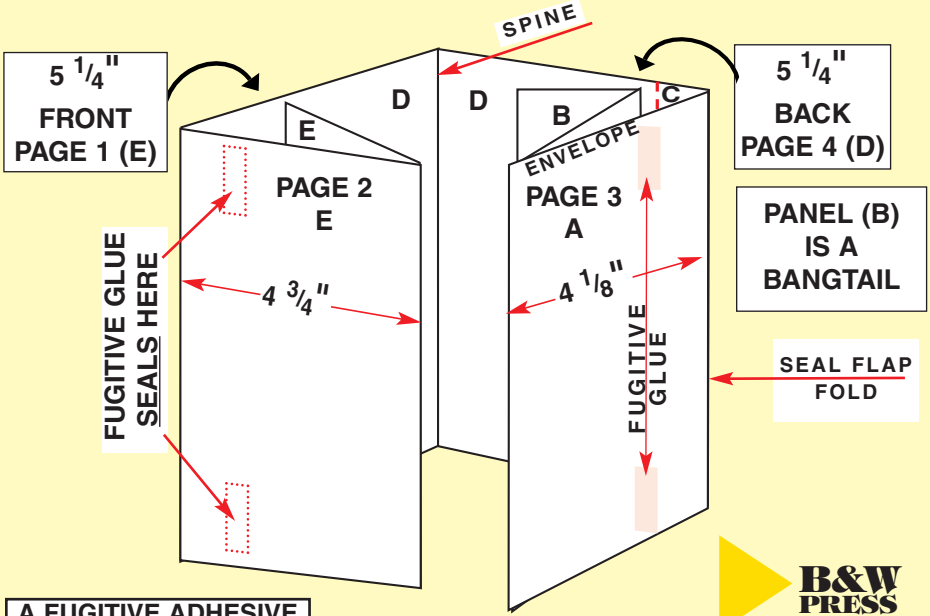 SPINE
5 1/4"
FRONT
PAGE 1 (E)
5 1/4"
BACK
PAGE 4 (D)
D
D
E
B
C
ENVELOPE
PAGE 2
E
PAGE 3
A
PANEL (B)
IS A
BANGTAIL
FUGITIVE GLUE
SEALS HERE
4 3/4"
4 1/8"
FUGITIVE
GLUE
SEAL FLAP
FOLD
A FUGITIVE ADHESIVE
B&W
PRESS